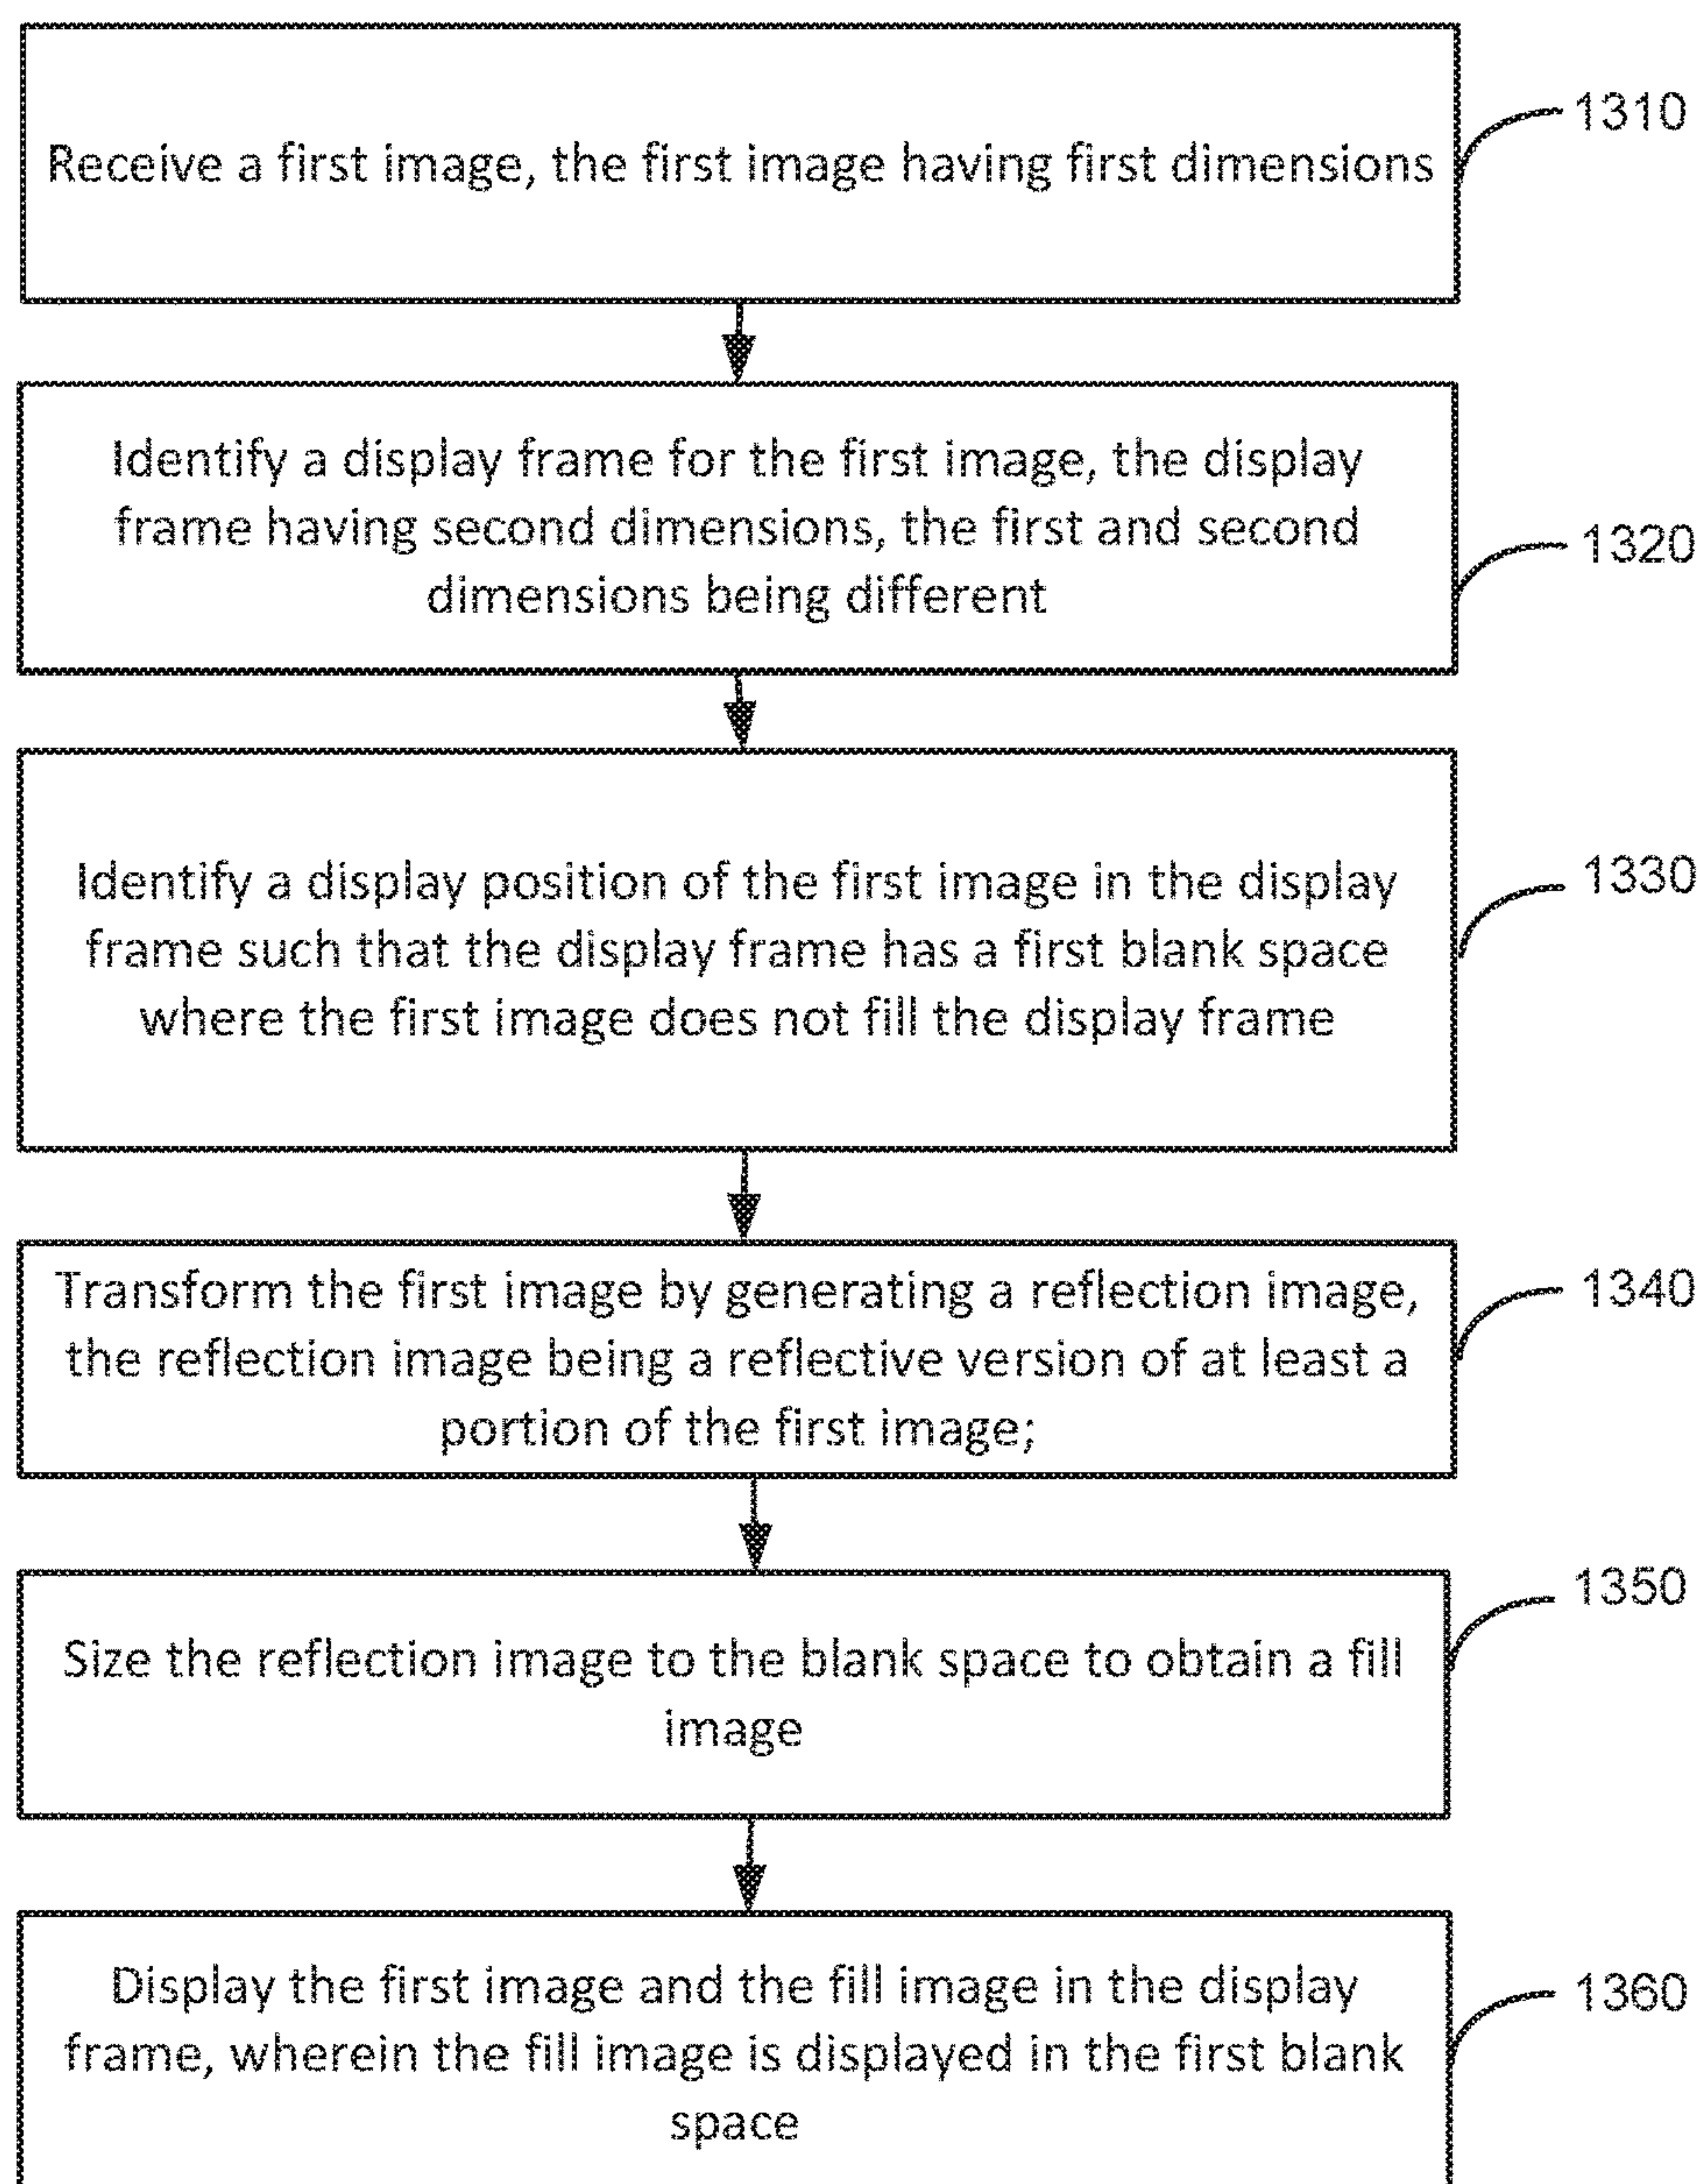 Receive a first image, the first image having first dimensions
1310
Identify a display frame for the first image, the display
frame having second dimensions, the first and second
dimensions being different
1320
Identify a display position of the first image in the display
frame such that the display frame has a first blank space
where the first image does not fill the display frame
1330
Transform the first image by generating a reflection image,
the reflection image being a reflective version of at least a
portion of the first image;
1340
Size the reflection image to the blank space to obtain a fill
image
1350
Display the first image and the fill image in the display
frame, wherein the fill image is displayed in the first blank
space
1360